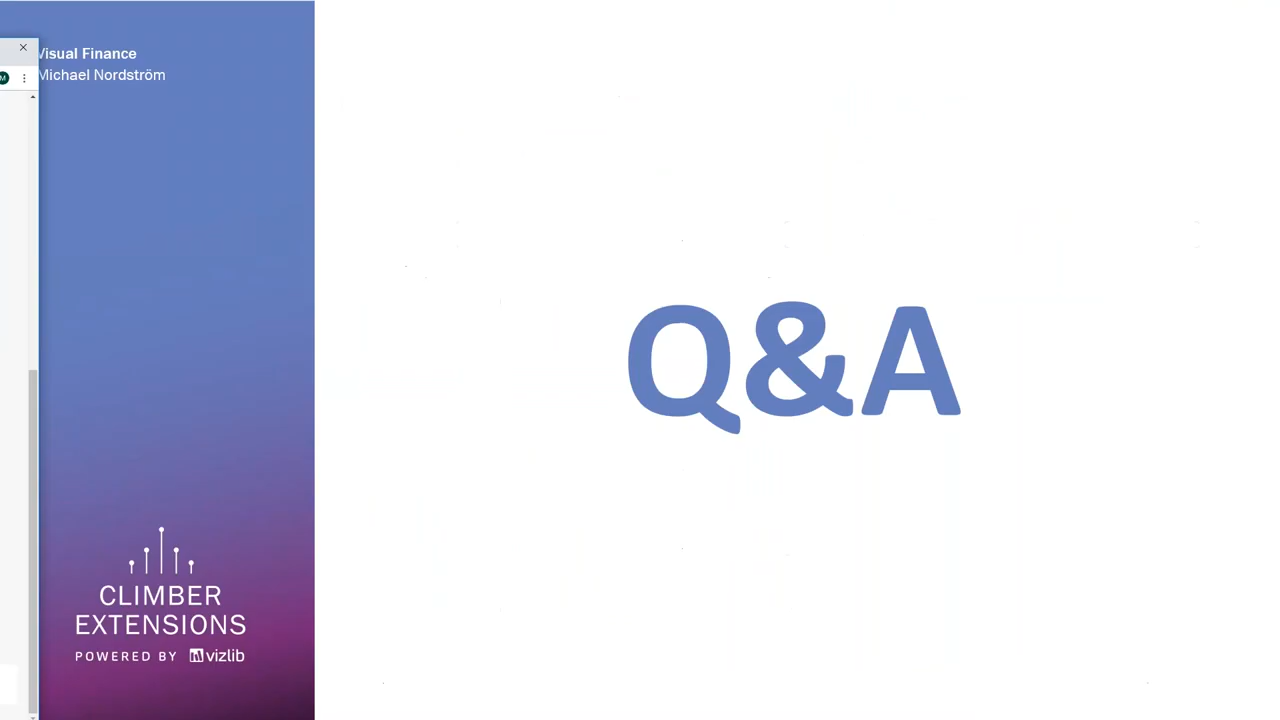 Visual Finance
Michael Nordström
M
Q&A
CLIMBER
EXTENSIONS
POWERED BY vizlib